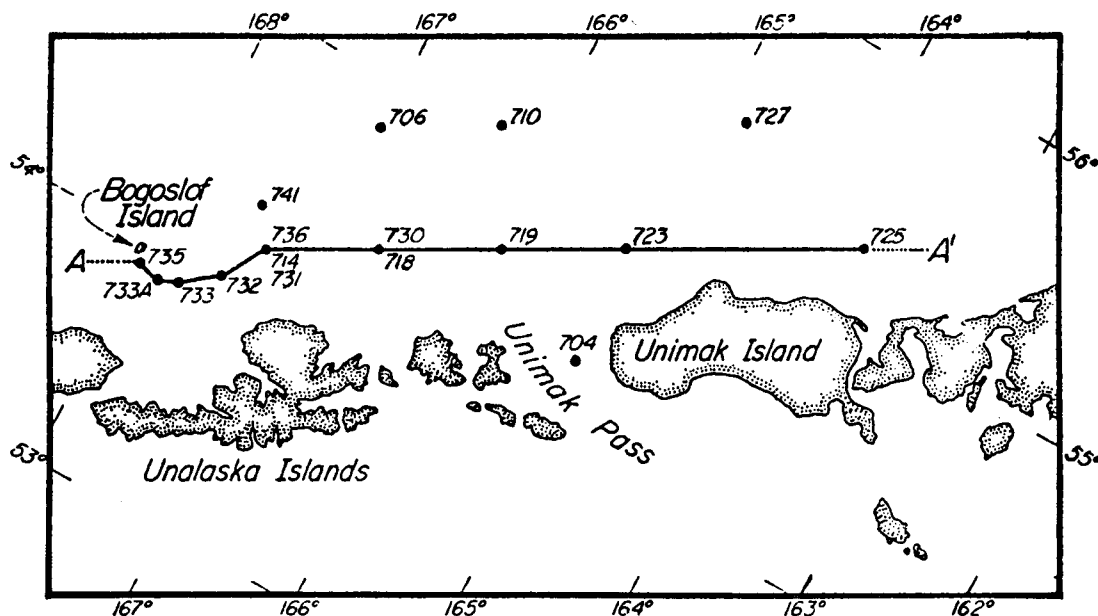 168° 167° 166° 165° 164°
706 710 727
54°
56°
Bogoslof
Island
741
A 735 736 730 719 723 725 A'
733A 733 732 714 718
731
704
Unimak Pass
Unimak Island
Unalaska Islands
53°
55°
167° 166° 165° 164° 163° 162°